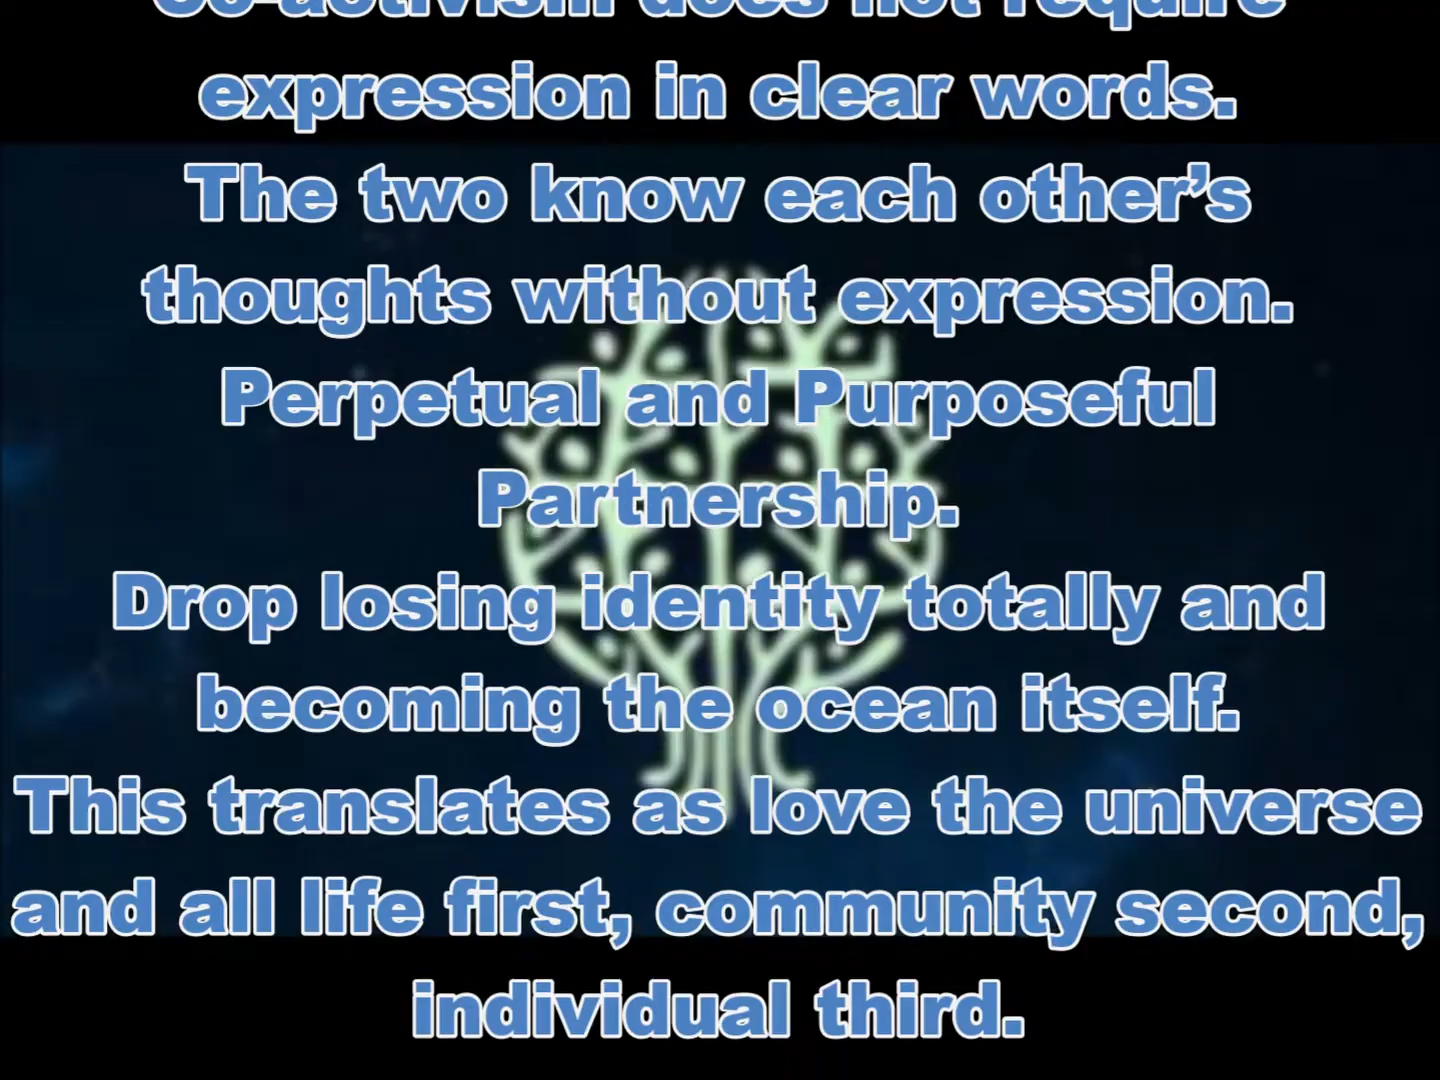 Co-activism does not require
expression in clear words.
The two know each other’s
thoughts without expression.
Perpetual and Purposeful
Partnership.
Drop losing identity totally and
becoming the ocean itself.
This translates as love the universe
and all life first, community second,
individual third.